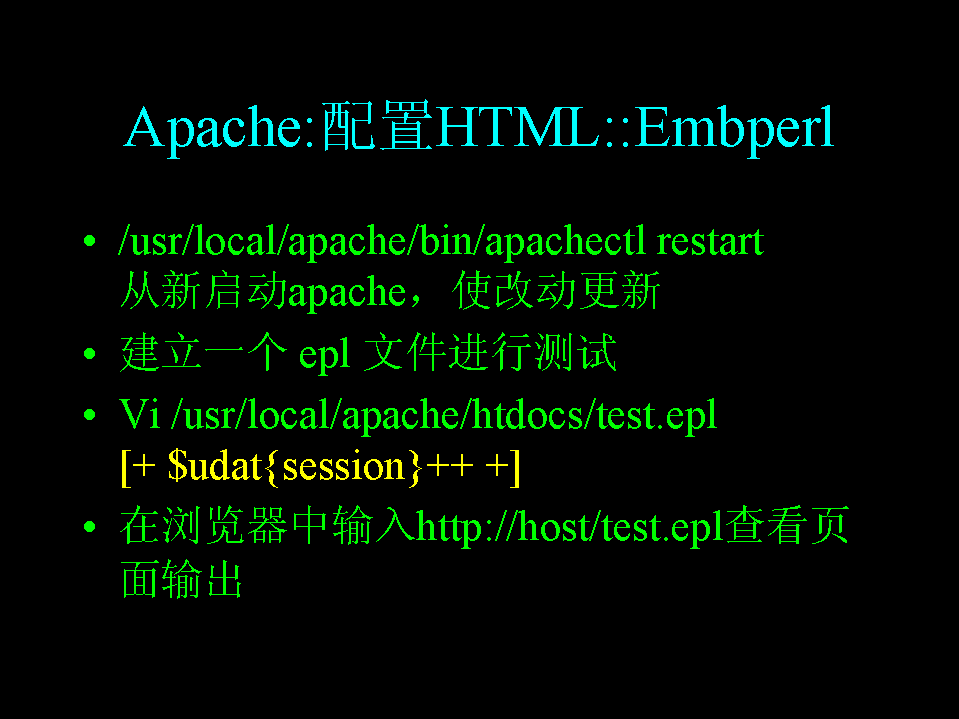 Apache:配置HTML::Embperl
• /usr/local/apache/bin/apachectl restart
从新启动apache，使改动更新
• 建立一个 epl 文件进行测试
• Vi /usr/local/apache/htdocs/test.epl
[+ $udat{session}++ +]
• 在浏览器中输入http://host/test.epl查看页
面输出